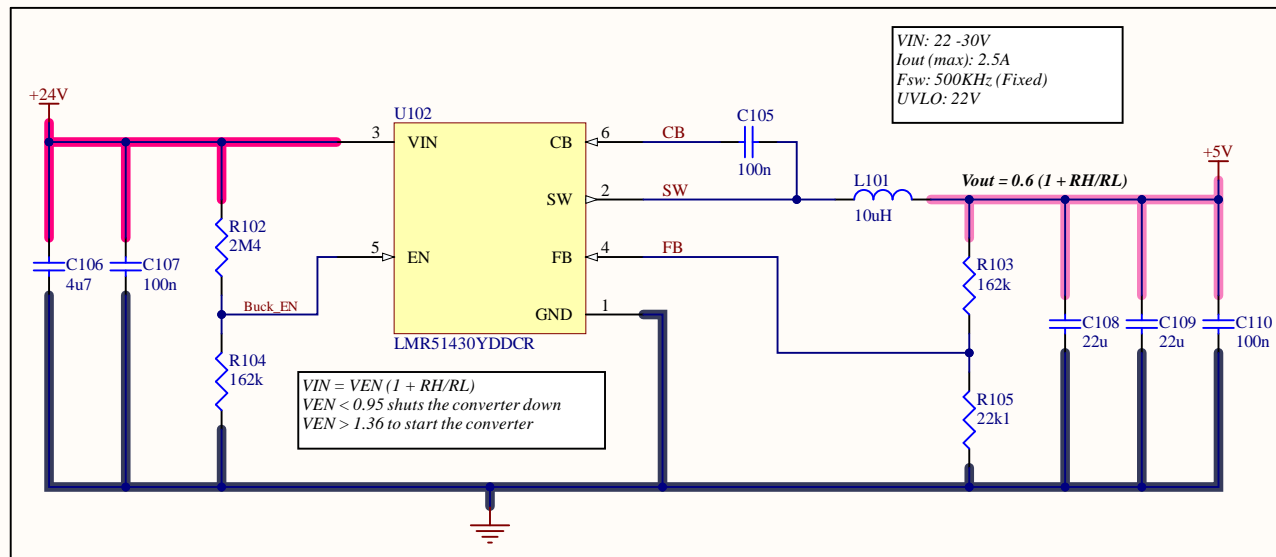 VIN: 22 -30V
Iout (max): 2.5A
Fsw: 500KHz (Fixed)
UVLO: 22V
+24V
U102
C105
100n
+5V
3
VIN
CB
6
CB
SW
2
SW
L101
10uH
Vout = 0.6 (1 + RH/RL)
R102
2M4
5
EN
FB
4
FB
C106
4u7
C107
100n
R103
162k
Buck_EN
GND
1
LMR51430YDDCR
C108
22u
C109
22u
C110
100n
R104
162k
VIN = VEN (1 + RH/RL)
VEN < 0.95 shuts the converter down
VEN > 1.36 to start the converter
R105
22k1